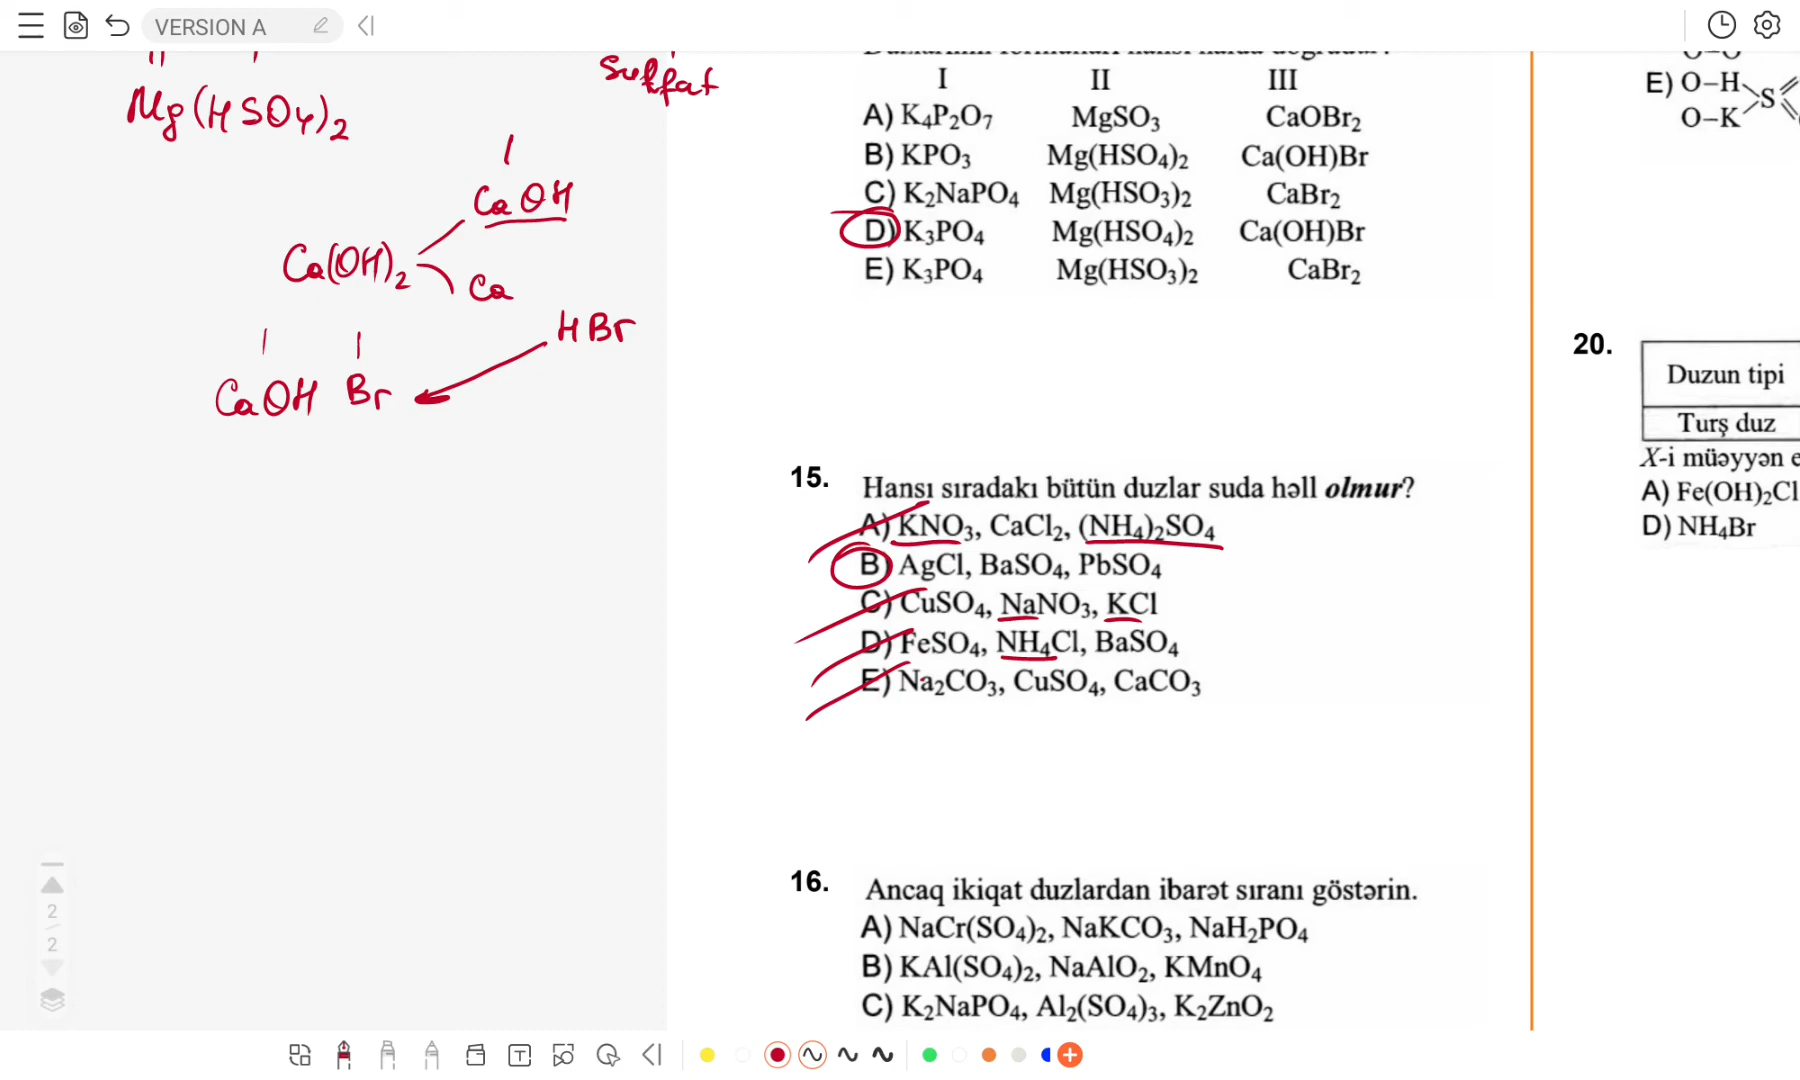 VERSION A
Mg(HSO4)2
Sulfat
CaOH
Ca(OH)2
Ca
HBr
CaOH Br
I II III
A) K₄P₂O₇ MgSO₃ CaOBr₂
B) KPO₃ Mg(HSO₄)₂ Ca(OH)Br
C) K₂NaPO₄ Mg(HSO₃)₂ CaBr₂
D) K₃PO₄ Mg(HSO₄)₂ Ca(OH)Br
E) K₃PO₄ Mg(HSO₃)₂ CaBr₂
15. Hansı sıradakı bütün duzlar suda həll olmur?
A) KNO₃, CaCl₂, (NH₄)₂SO₄
B) AgCl, BaSO₄, PbSO₄
C) CuSO₄, NaNO₃, KCl
D) FeSO₄, NH₄Cl, BaSO₄
E) Na₂CO₃, CuSO₄, CaCO₃
16. Ancaq ikiqat duzlardan ibarət sıranı göstərin.
A) NaCr(SO₄)₂, NaKCO₃, NaH₂PO₄
B) KAl(SO₄)₂, NaAlO₂, KMnO₄
C) K₂NaPO₄, Al₂(SO₄)₃, K₂ZnO₂
E) O–H
S
O–K
20.
Duzun tipi
Turş duz
X-i müəyyən e
A) Fe(OH)₂Cl
D) NH₄Br
2
2